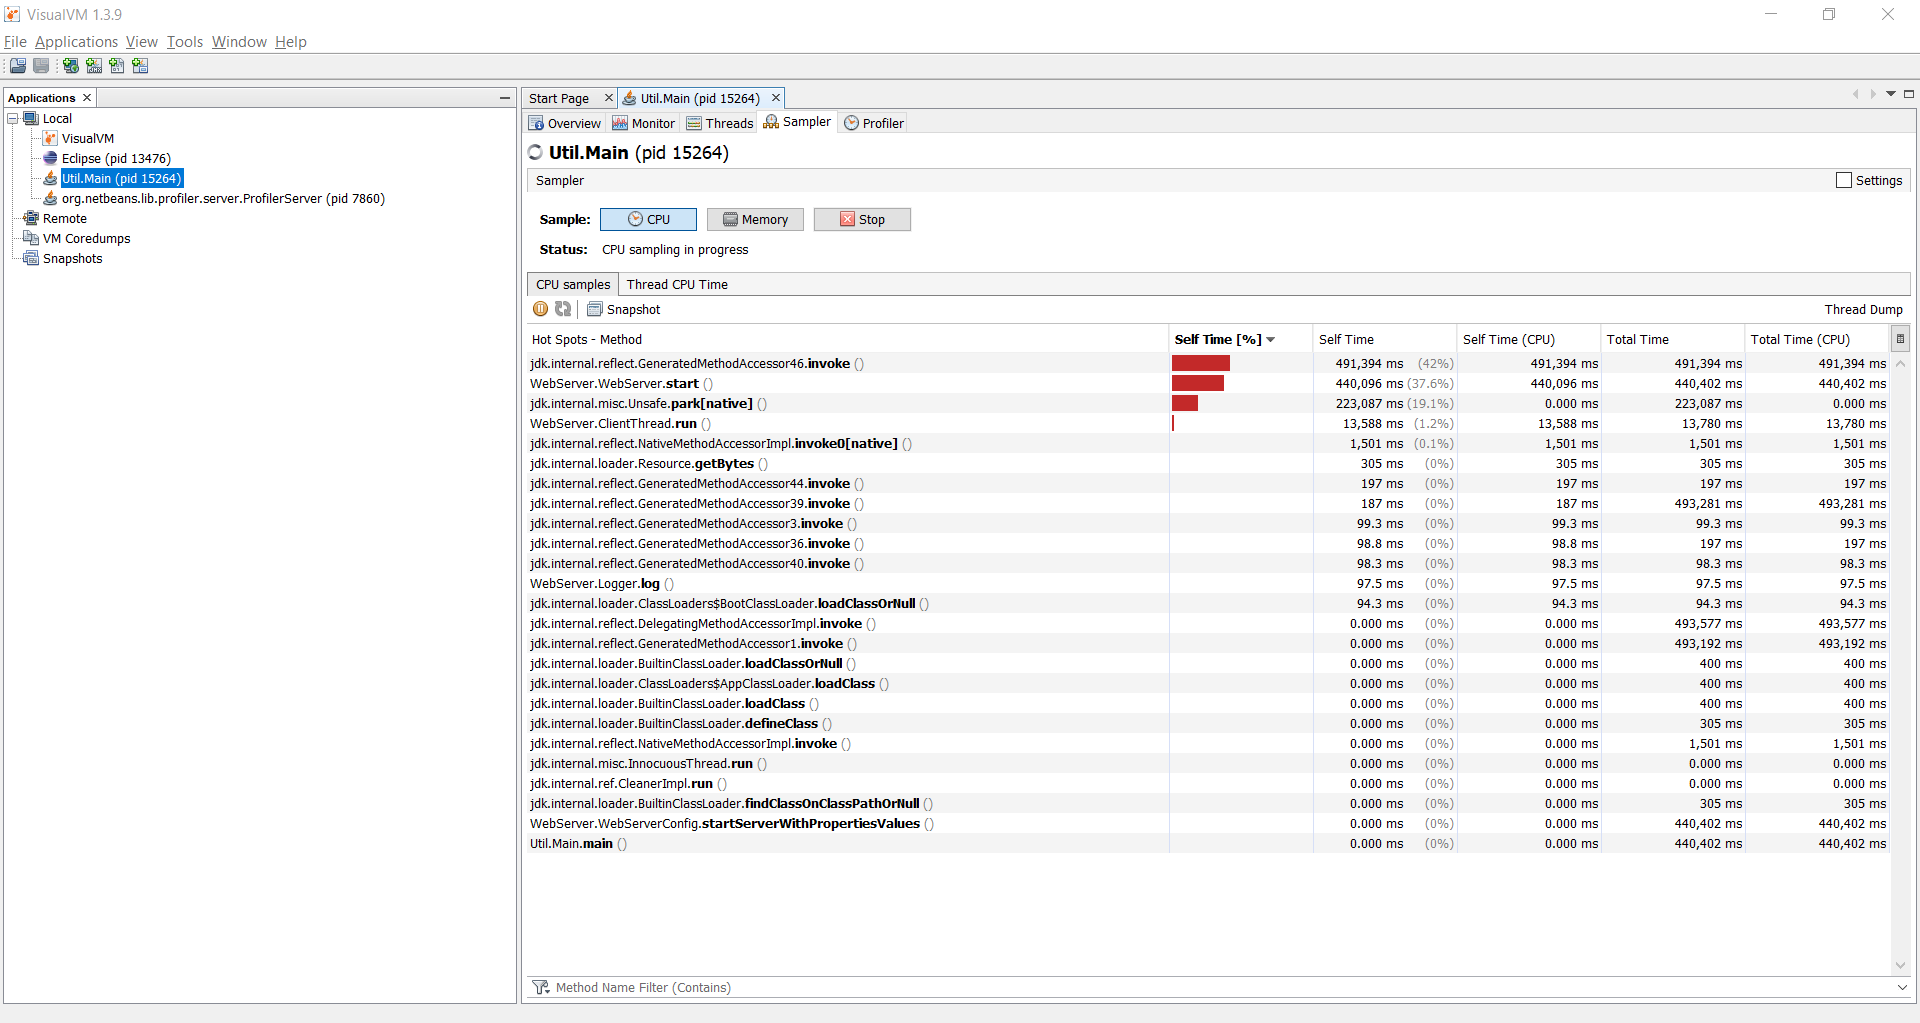 VisualVM 1.3.9
File Applications View Tools Window Help
Applications
Local
VisualVM
Eclipse (pid 13476)
Util.Main (pid 15264)
org.netbeans.lib.profiler.server.ProfilerServer (pid 7860)
Remote
VM Coredumps
Snapshots
Start Page Util.Main (pid 15264)
Overview Monitor Threads Sampler Profiler
Util.Main (pid 15264)
Sampler Settings
Sample: CPU Memory Stop
Status: CPU sampling in progress
CPU samples Thread CPU Time
Snapshot Thread Dump
Hot Spots - Method Self Time [%] Self Time Self Time (CPU) Total Time Total Time (CPU)
jdk.internal.reflect.GeneratedMethodAccessor46.invoke () 491,394 ms (42%) 491,394 ms 491,394 ms 491,394 ms
WebServer.WebServer.start () 440,096 ms (37.6%) 440,096 ms 440,402 ms 440,402 ms
jdk.internal.misc.Unsafe.park[native] () 223,087 ms (19.1%) 0.000 ms 223,087 ms 0.000 ms
WebServer.ClientThread.run () 13,588 ms (1.2%) 13,588 ms 13,780 ms 13,780 ms
jdk.internal.reflect.NativeMethodAccessorImpl.invoke0[native] () 1,501 ms (0.1%) 1,501 ms 1,501 ms 1,501 ms
jdk.internal.loader.Resource.getBytes () 305 ms (0%) 305 ms 305 ms 305 ms
jdk.internal.reflect.GeneratedMethodAccessor44.invoke () 197 ms (0%) 197 ms 197 ms 197 ms
jdk.internal.reflect.GeneratedMethodAccessor39.invoke () 187 ms (0%) 187 ms 493,281 ms 493,281 ms
jdk.internal.reflect.GeneratedMethodAccessor3.invoke () 99.3 ms (0%) 99.3 ms 99.3 ms 99.3 ms
jdk.internal.reflect.GeneratedMethodAccessor36.invoke () 98.8 ms (0%) 98.8 ms 197 ms 197 ms
jdk.internal.reflect.GeneratedMethodAccessor40.invoke () 98.3 ms (0%) 98.3 ms 98.3 ms 98.3 ms
WebServer.Logger.log () 97.5 ms (0%) 97.5 ms 97.5 ms 97.5 ms
jdk.internal.loader.ClassLoaders$BootClassLoader.loadClassOrNull () 94.3 ms (0%) 94.3 ms 94.3 ms 94.3 ms
jdk.internal.reflect.DelegatingMethodAccessorImpl.invoke () 0.000 ms (0%) 0.000 ms 493,577 ms 493,577 ms
jdk.internal.reflect.GeneratedMethodAccessor1.invoke () 0.000 ms (0%) 0.000 ms 493,192 ms 493,192 ms
jdk.internal.loader.BuiltinClassLoader.loadClassOrNull () 0.000 ms (0%) 0.000 ms 400 ms 400 ms
jdk.internal.loader.ClassLoaders$AppClassLoader.loadClass () 0.000 ms (0%) 0.000 ms 400 ms 400 ms
jdk.internal.loader.BuiltinClassLoader.loadClass () 0.000 ms (0%) 0.000 ms 400 ms 400 ms
jdk.internal.loader.BuiltinClassLoader.defineClass () 0.000 ms (0%) 0.000 ms 305 ms 305 ms
jdk.internal.reflect.NativeMethodAccessorImpl.invoke () 0.000 ms (0%) 0.000 ms 1,501 ms 1,501 ms
jdk.internal.misc.InnocuousThread.run () 0.000 ms (0%) 0.000 ms 0.000 ms 0.000 ms
jdk.internal.ref.CleanerImpl.run () 0.000 ms (0%) 0.000 ms 0.000 ms 0.000 ms
jdk.internal.loader.BuiltinClassLoader.findClassOnClassPathOrNull () 0.000 ms (0%) 0.000 ms 305 ms 305 ms
WebServer.WebServerConfig.startServerWithPropertiesValues () 0.000 ms (0%) 0.000 ms 440,402 ms 440,402 ms
Util.Main.main () 0.000 ms (0%) 0.000 ms 440,402 ms 440,402 ms
Method Name Filter (Contains)